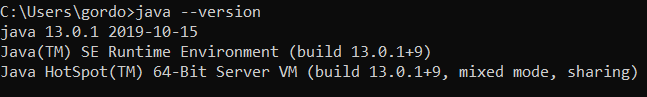 C:\Users\gordo>java --version
java 13.0.1 2019-10-15
Java(TM) SE Runtime Environment (build 13.0.1+9)
Java HotSpot(TM) 64-Bit Server VM (build 13.0.1+9, mixed mode, sharing)